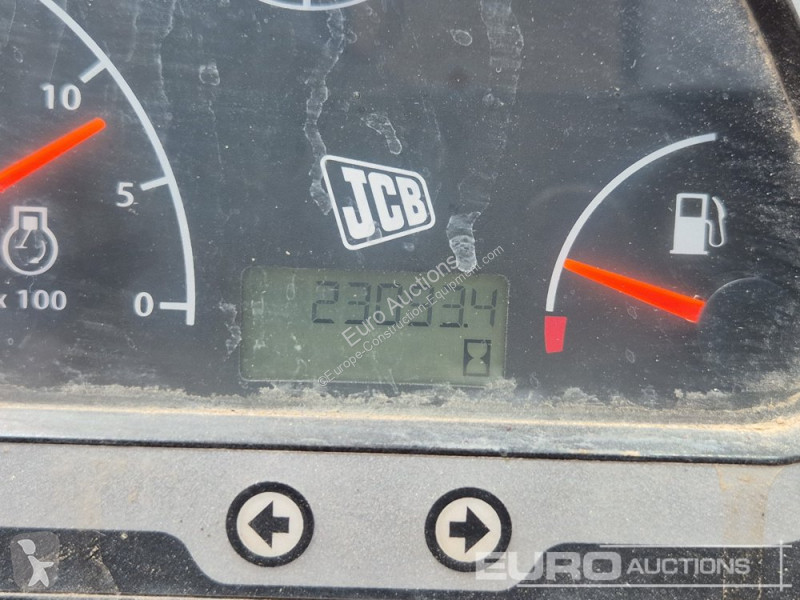 10
5
0
x 100
JCB
Euro Auctions
©Europe-Construction-Equipment.com
EURO AUCTIONS